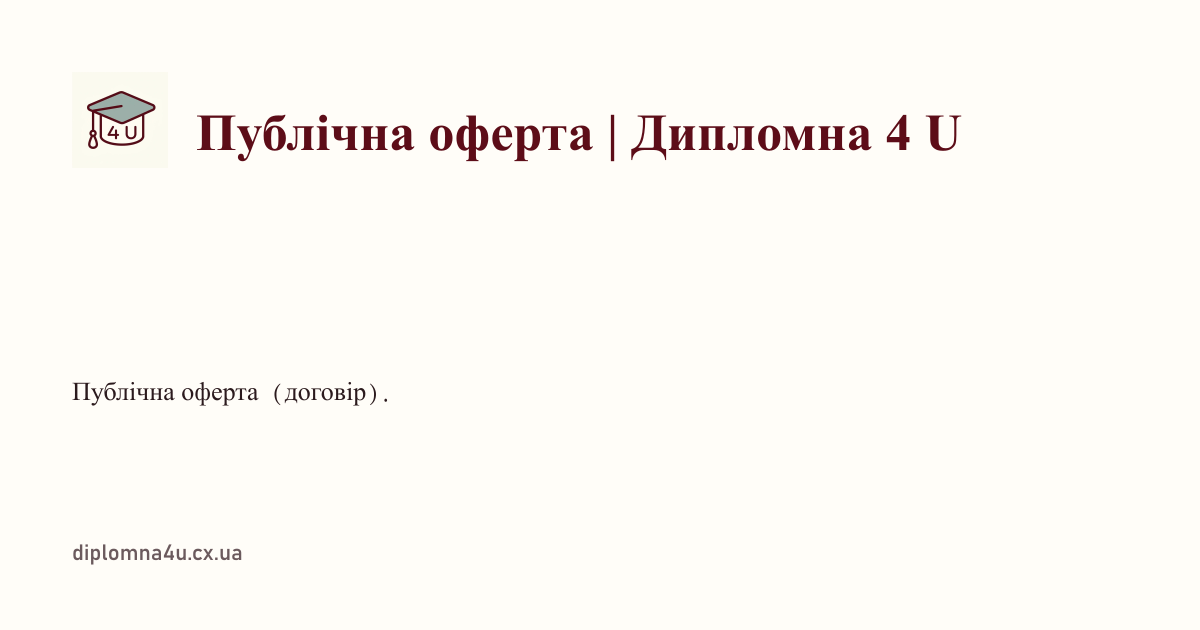 4 U
Публічна оферта | Дипломна 4 U
Публічна оферта (договір).
diplomna4u.cx.ua